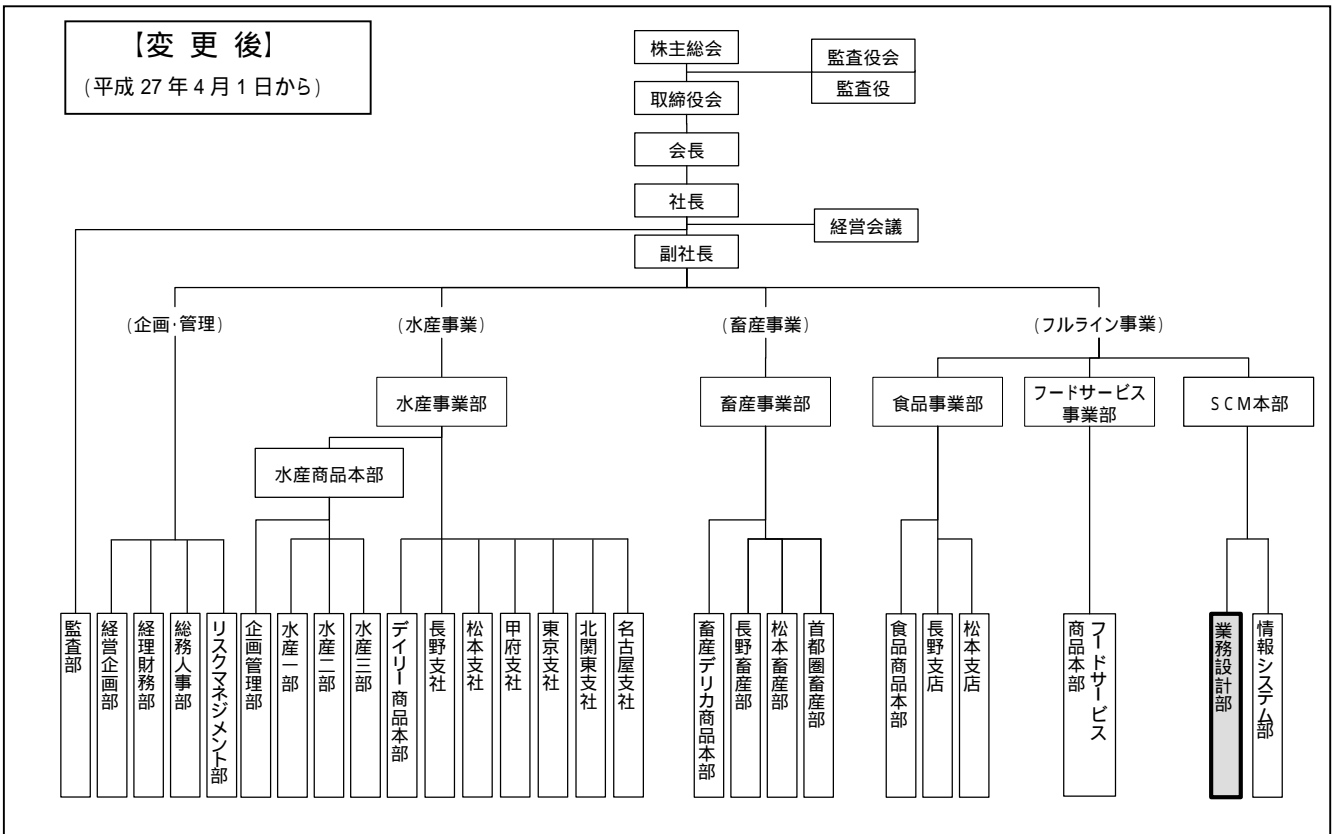 【変 更 後】
(平成 27 年 4 月 1 日から)
株主総会
監査役会
監査役
取締役会
会長
社長
経営会議
副社長
(企画・管理)
(水産事業)
(畜産事業)
(フルライン事業)
水産事業部
畜産事業部
食品事業部
フードサービス
事業部
SCM本部
水産商品本部
監査部
経営企画部
経理財務部
総務人事部
リスクマネジメント部
企画管理部
水産一部
水産二部
水産三部
デイリー商品本部
長野支社
松本支社
甲府支社
東京支社
北関東支社
名古屋支社
畜産デリカ商品本部
長野畜産部
松本畜産部
首都圏畜産部
食品商品本部
長野支店
松本支店
フードサービス
商品本部
業務設計部
情報システム部